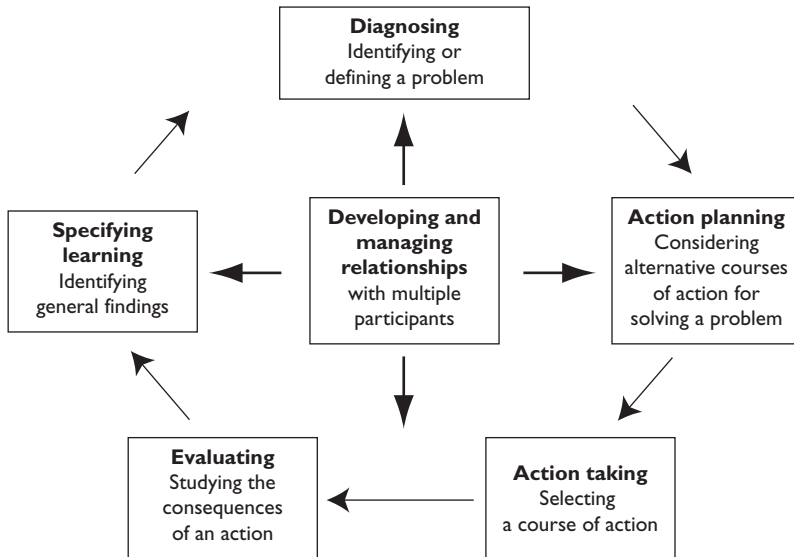 Diagnosing
Identifying or
defining a problem
Specifying
learning
Identifying
general findings
Developing and
managing
relationships
with multiple
participants
Action planning
Considering
alternative courses
of action for
solving a problem
Evaluating
Studying the
consequences
of an action
Action taking
Selecting
a course of action